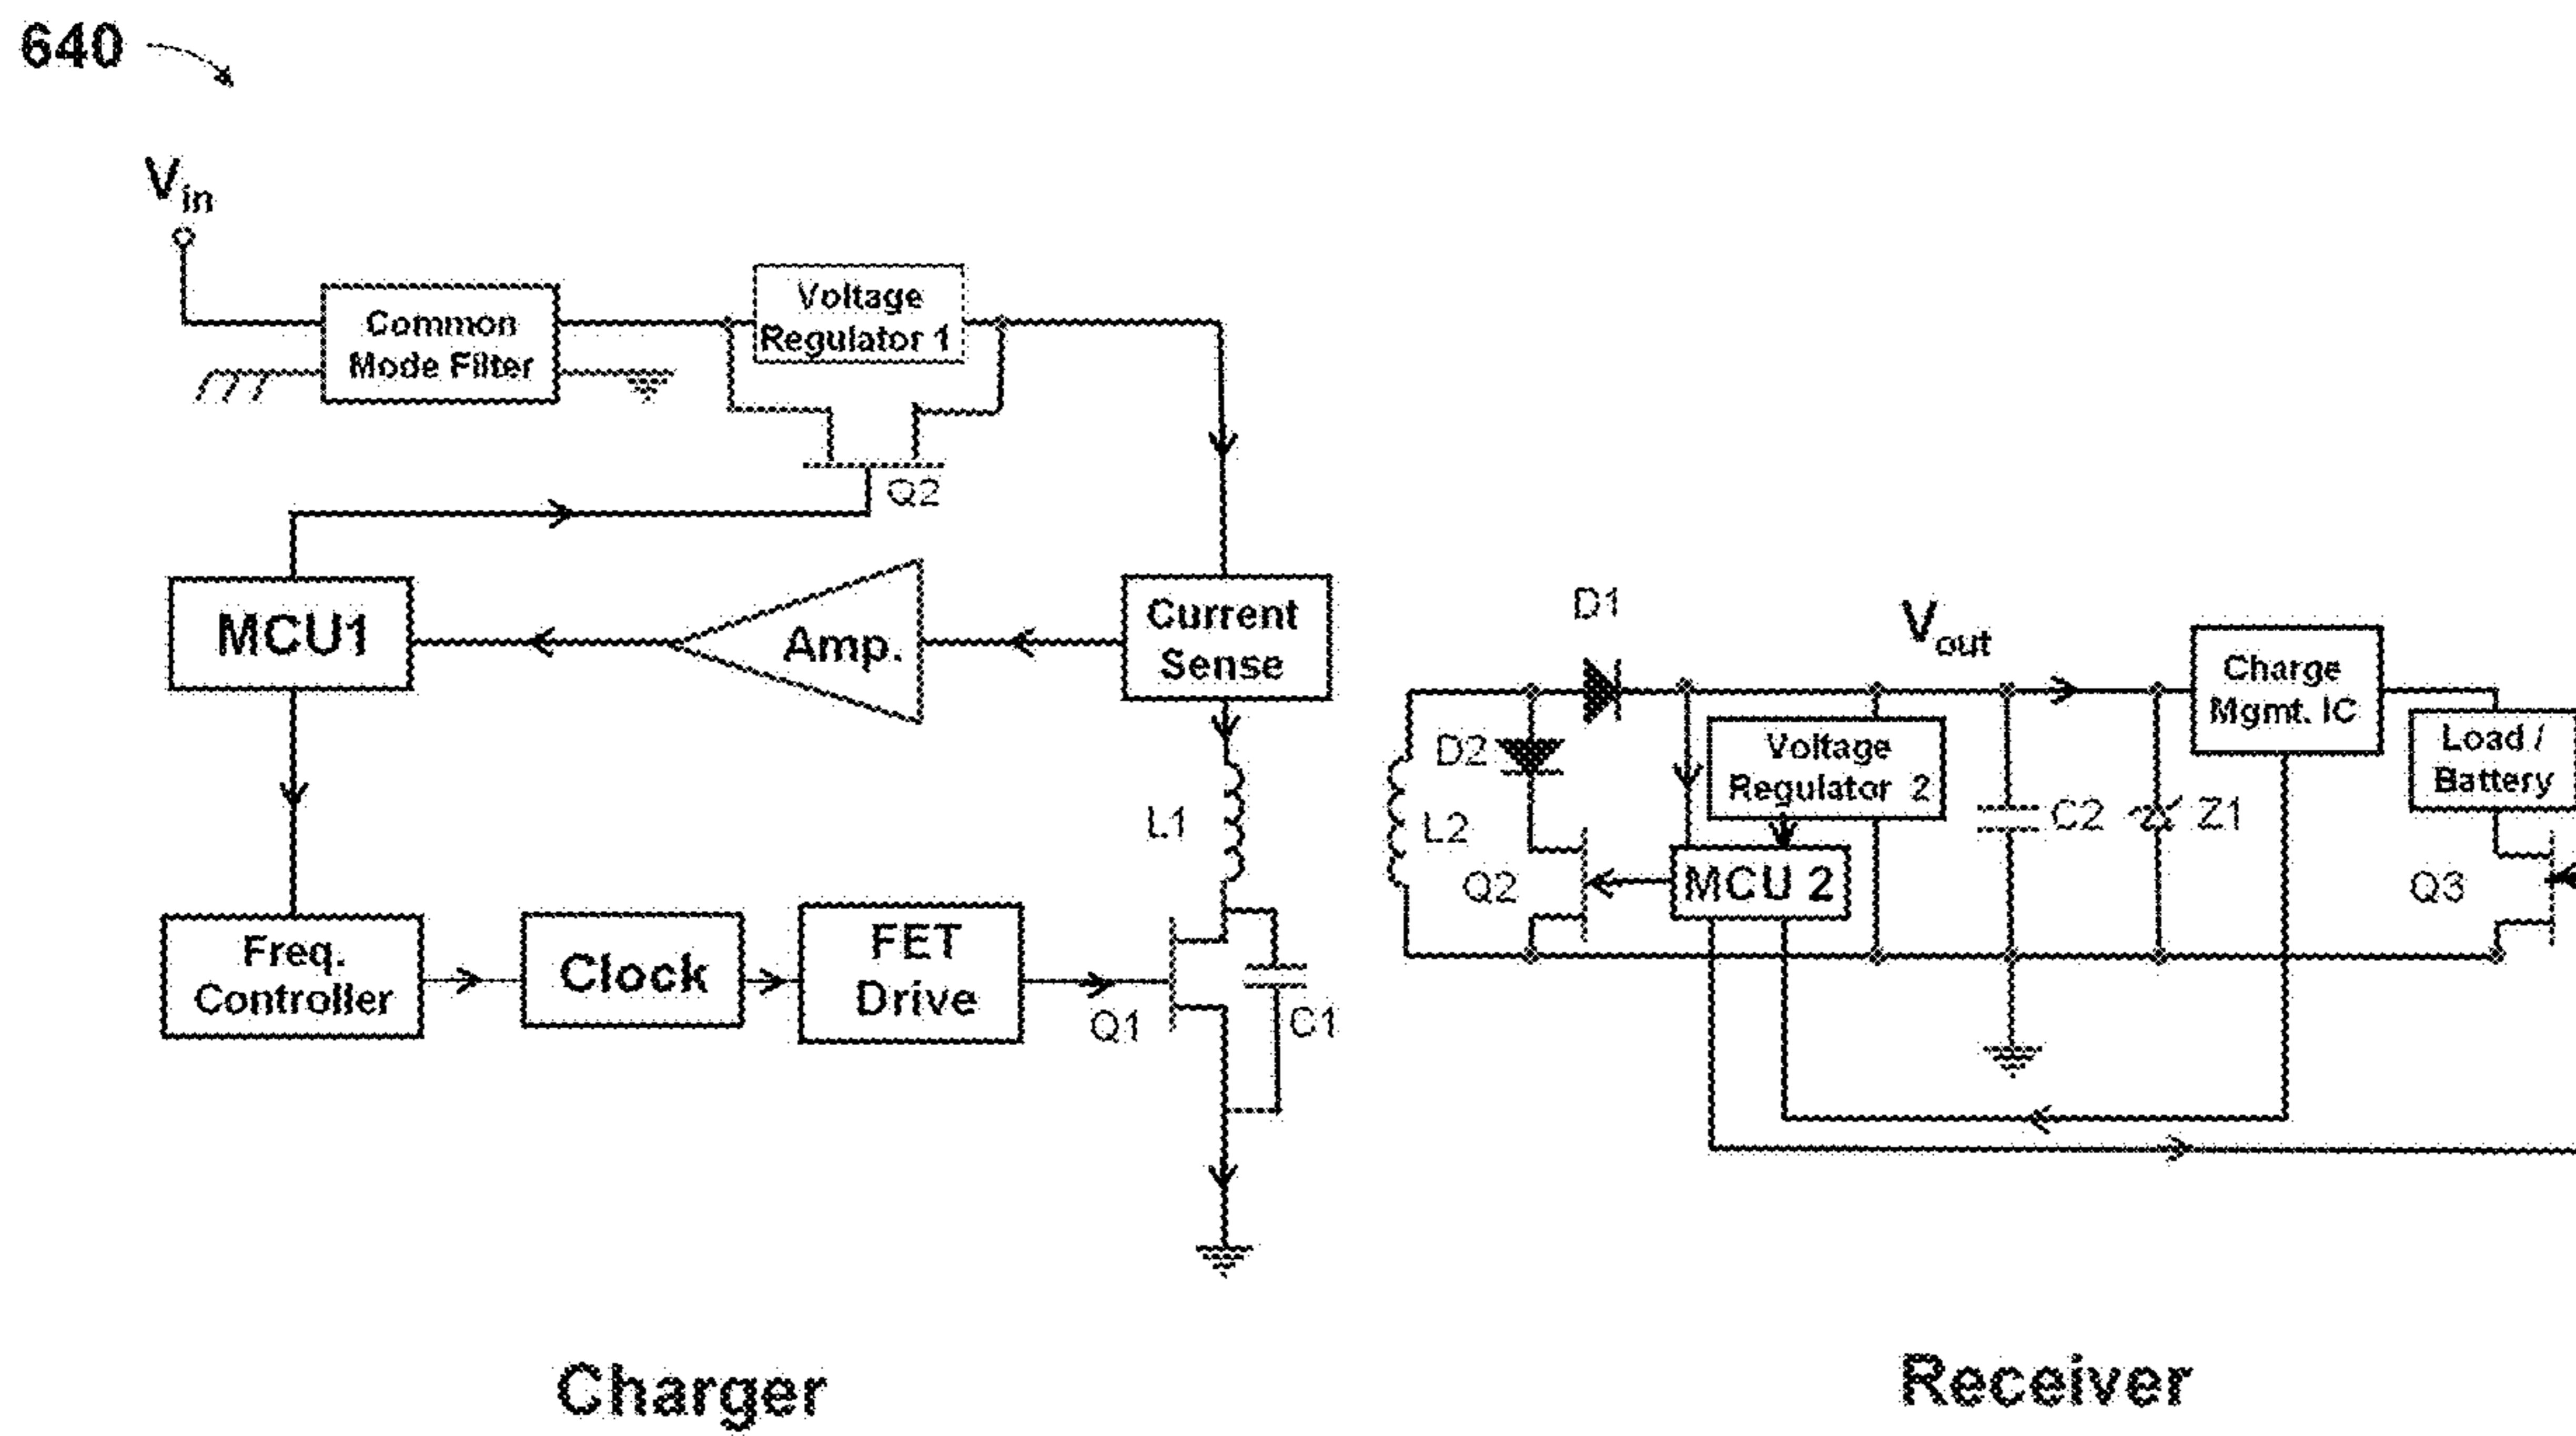 640
Vin
Common
Mode Filter
Voltage
Regulator 1
Q2
MCU1
Amp.
Current
Sense
L1
Freq.
Controller
Clock
FET
Drive
Q1
C1
Charger
D1
Vout
Charge
Mgmt. IC
D2
Voltage
Regulator 2
Load /
Battery
L2
C2
Z1
Q2
MCU 2
Q3
Receiver